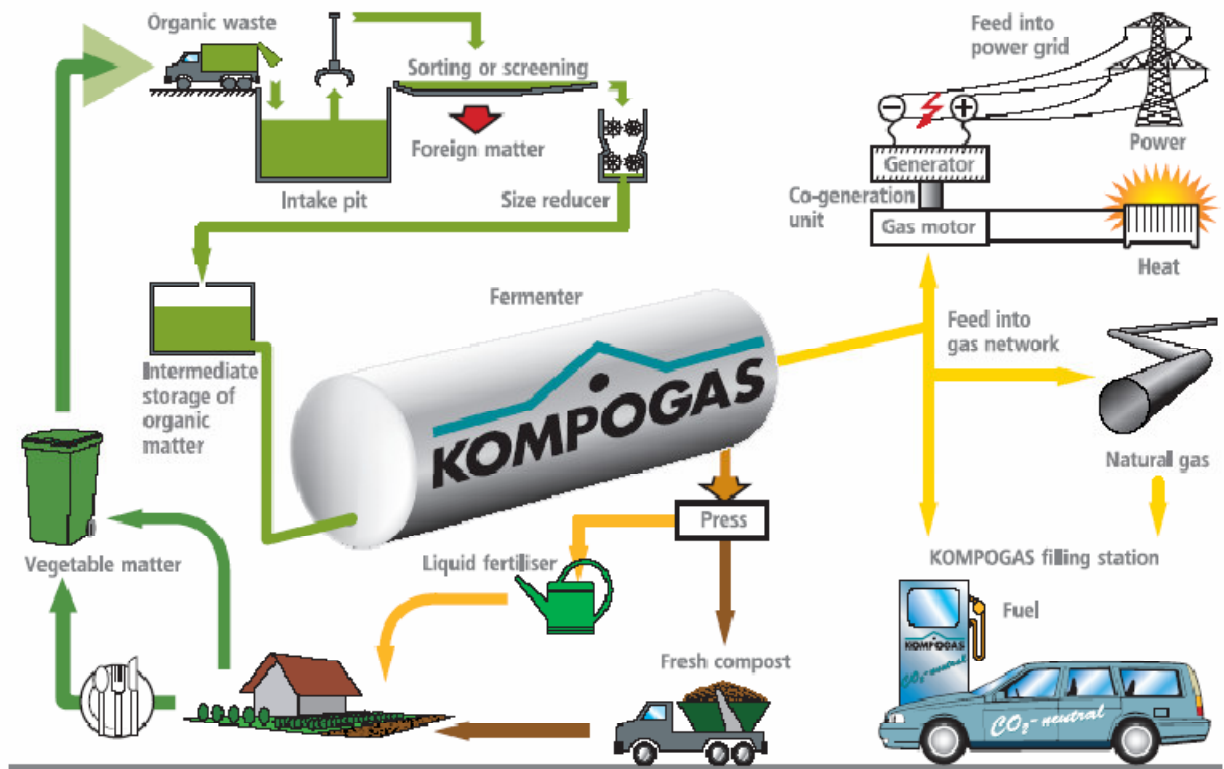 Organic waste
Sorting or screening
Foreign matter
Intake pit
Size reducer
Feed into
power grid
Power
Generator
Co-generation
unit
Gas motor
Heat
Fermenter
Feed into
gas network
Intermediate
storage of
organic
matter
KOMPOGAS
Natural gas
Press
Vegetable matter
Liquid fertiliser
KOMPOGAS filling station
Fuel
KOMPOGAS
CO2-neutral
Fresh compost
CO2-neutral